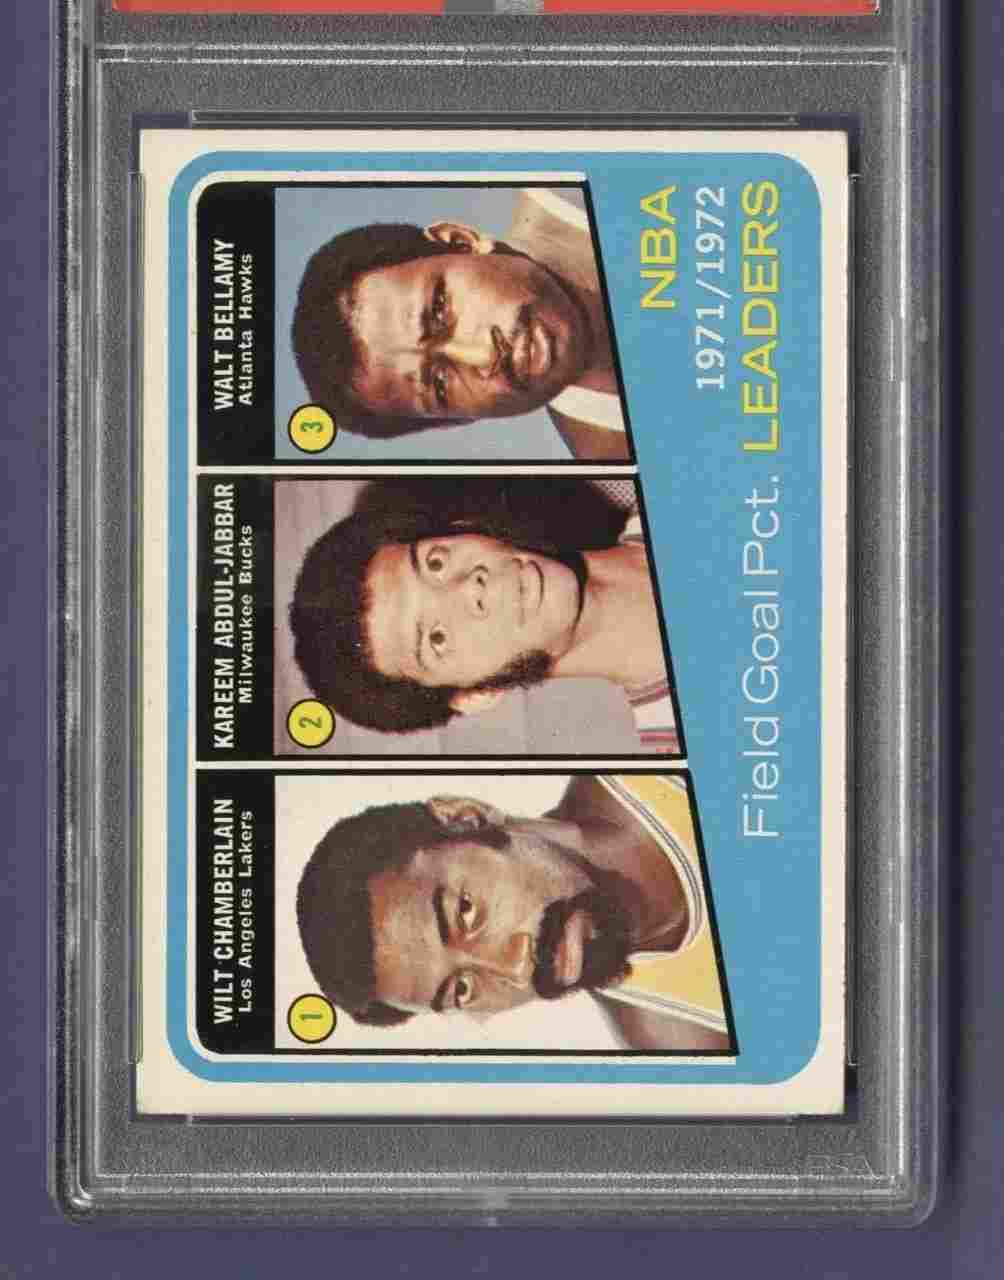 WILT CHAMBERLAIN
Los Angeles Lakers
1
KAREEM ABDUL-JABBAR
Milwaukee Bucks
2
WALT BELLAMY
Atlanta Hawks
3
NBA
1971/1972
Field Goal Pct. LEADERS
PSA